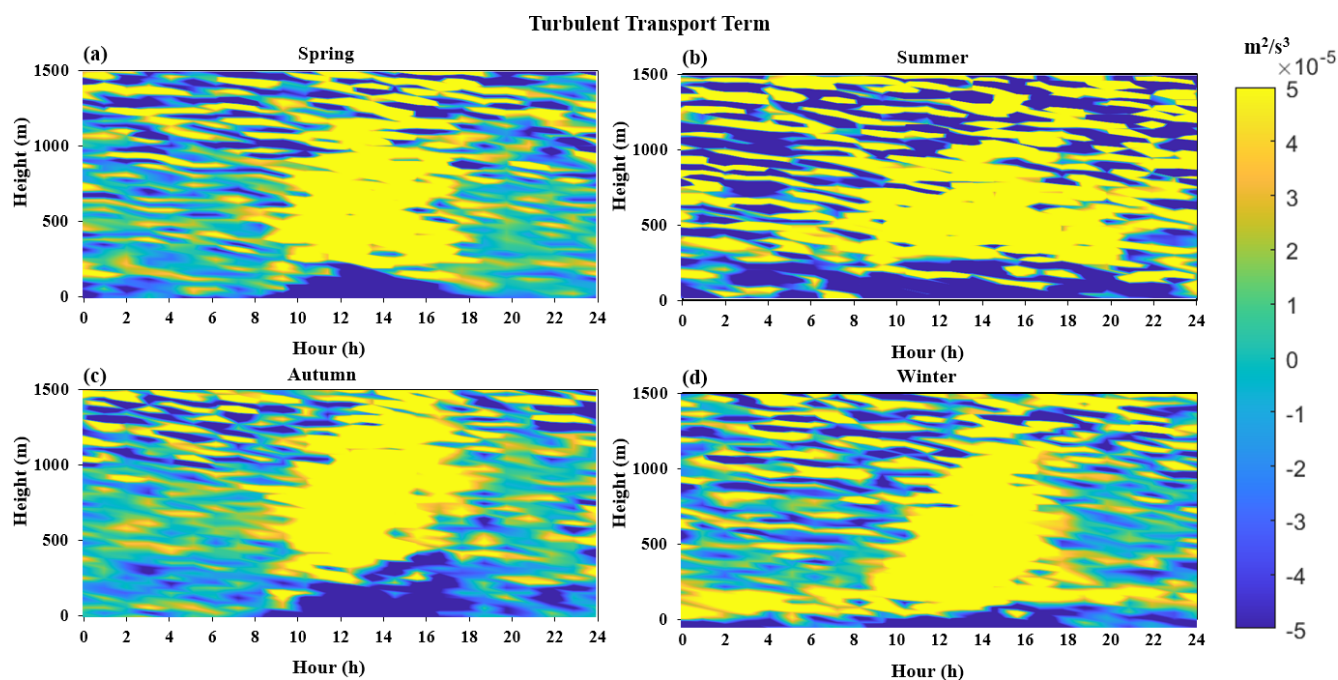 Turbulent Transport Term
(a) Spring
1500
1000
500
0
Height (m)
0 2 4 6 8 10 12 14 16 18 20 22 24
Hour (h)
(b) Summer
1500
1000
500
0
Height (m)
0 2 4 6 8 10 12 14 16 18 20 22 24
Hour (h)
(c) Autumn
1500
1000
500
0
Height (m)
0 2 4 6 8 10 12 14 16 18 20 22 24
Hour (h)
(d) Winter
1500
1000
500
0
Height (m)
0 2 4 6 8 10 12 14 16 18 20 22 24
Hour (h)
m²/s³
×10⁻⁵
5
4
3
2
1
0
-1
-2
-3
-4
-5